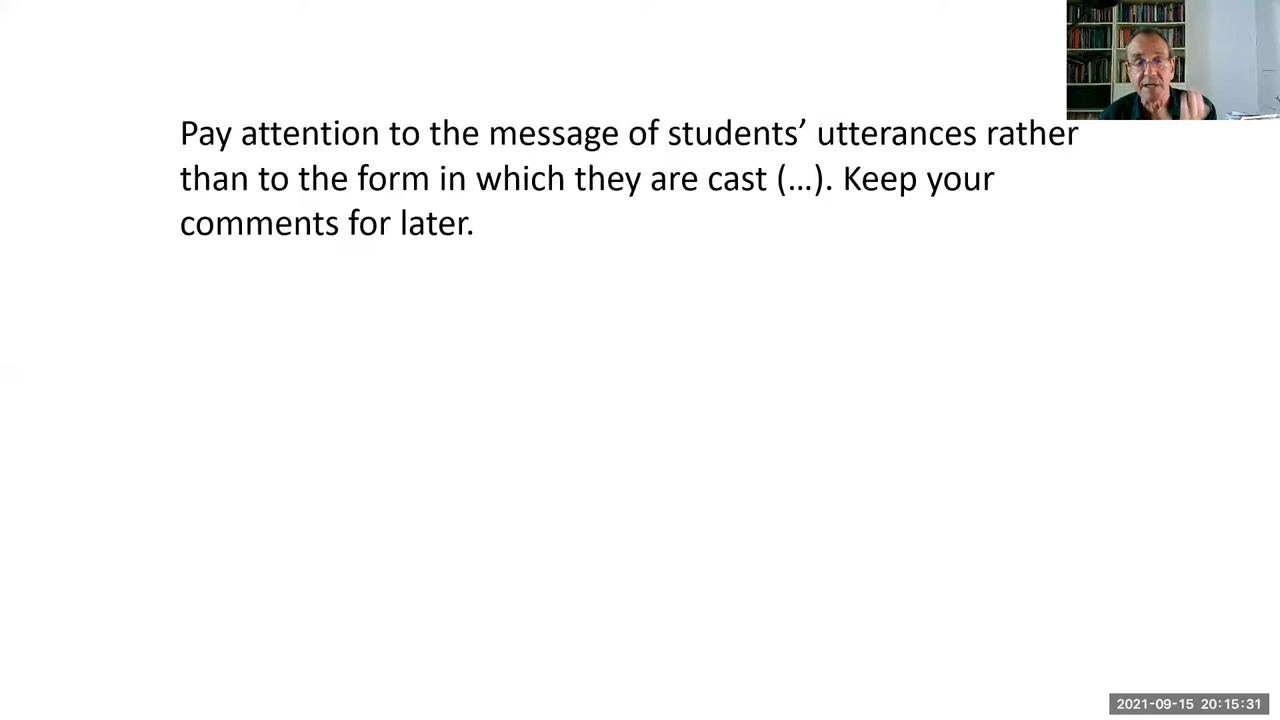 Pay attention to the message of students’ utterances rather
than to the form in which they are cast (…). Keep your
comments for later.
2021-09-15 20:15:31